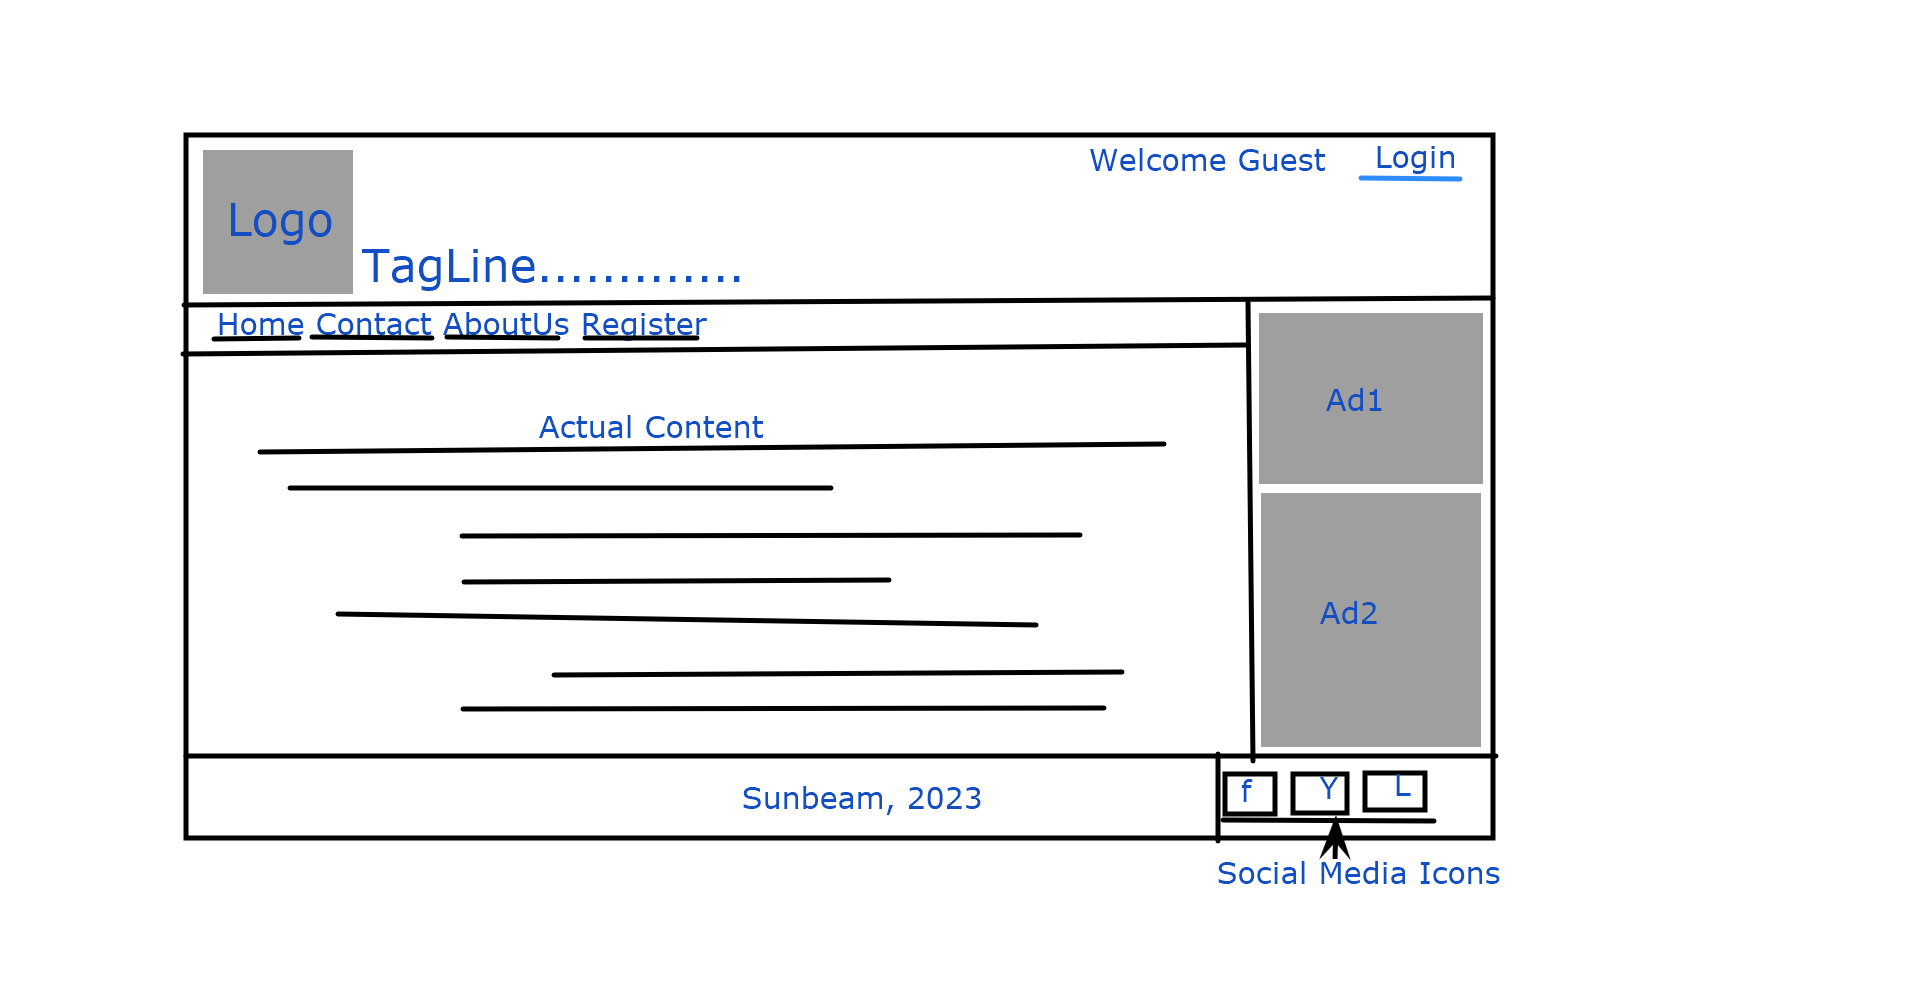 Welcome Guest Login
Logo
TagLine.............
Home Contact AboutUs Register
Ad1
Actual Content
Ad2
Sunbeam, 2023
f Y L
Social Media Icons